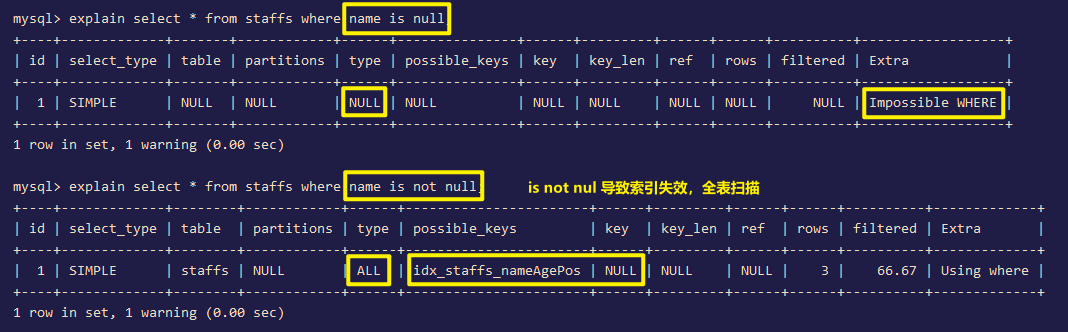 mysql> explain select * from staffs where name is null
+----+-------------+-------+------------+------+---------------+------+---------+------+------+----------+------------------+
| id | select_type | table | partitions | type | possible_keys | key | key_len | ref | rows | filtered | Extra |
+----+-------------+-------+------------+------+---------------+------+---------+------+------+----------+------------------+
| 1 | SIMPLE | NULL | NULL | NULL | NULL | NULL | NULL | NULL | NULL | NULL | Impossible WHERE |
+----+-------------+-------+------------+------+---------------+------+---------+------+------+----------+------------------+
1 row in set, 1 warning (0.00 sec)
mysql> explain select * from staffs where name is not null; is not nul 导致索引失效，全表扫描
+----+-------------+--------+------------+------+-----------------------+------+---------+------+------+----------+-------------+
| id | select_type | table | partitions | type | possible_keys | key | key_len | ref | rows | filtered | Extra |
+----+-------------+--------+------------+------+-----------------------+------+---------+------+------+----------+-------------+
| 1 | SIMPLE | staffs | NULL | ALL | idx_staffs_nameAgePos | NULL | NULL | NULL | 3 | 66.67 | Using where |
+----+-------------+--------+------------+------+-----------------------+------+---------+------+------+----------+-------------+
1 row in set, 1 warning (0.00 sec)